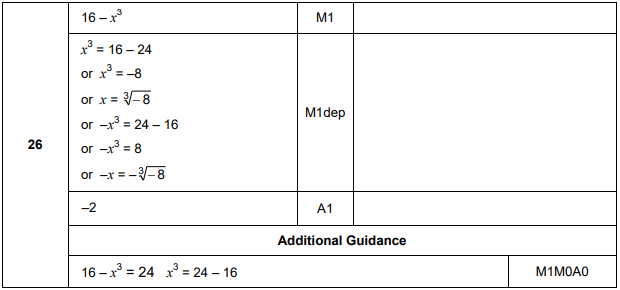 16 – x³ M1
x³ = 16 – 24
or x³ = –8
or x = ∛–8
or –x³ = 24 – 16
or –x³ = 8
or –x = –∛–8
M1dep
26
–2 A1
Additional Guidance
16 – x³ = 24 x³ = 24 – 16 M1M0A0